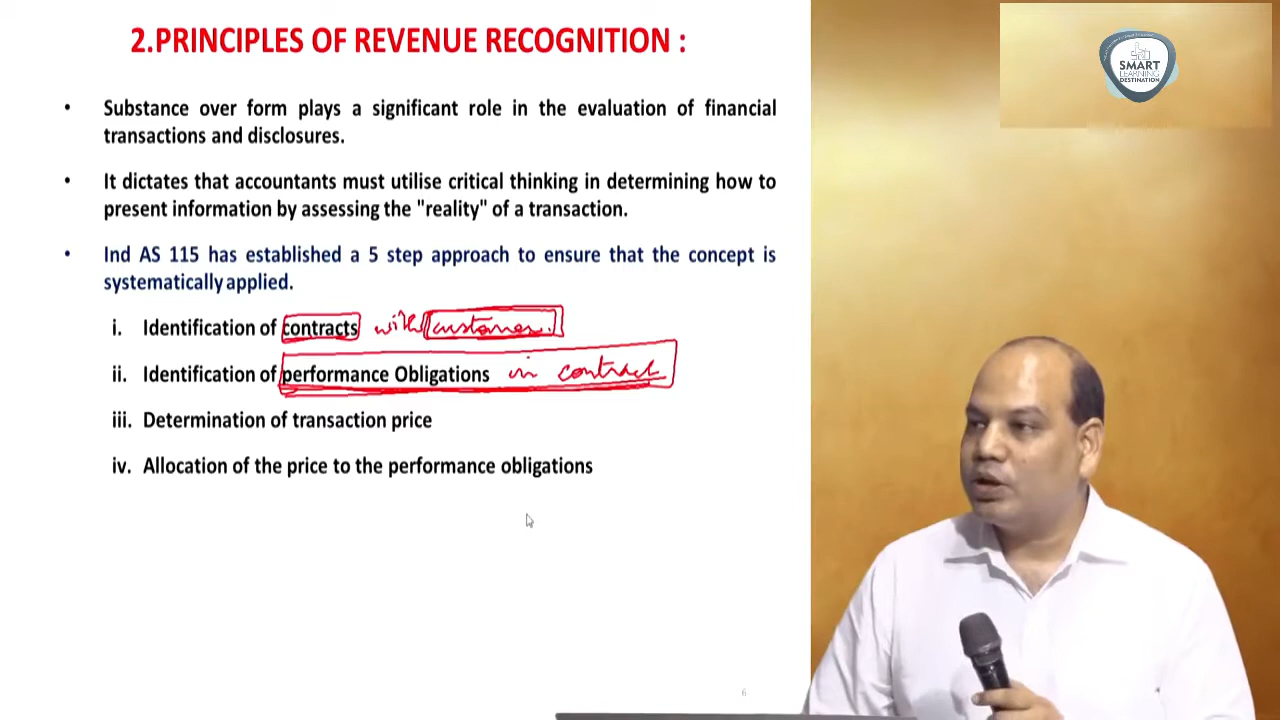 2.PRINCIPLES OF REVENUE RECOGNITION :
• Substance over form plays a significant role in the evaluation of financial
transactions and disclosures.
• It dictates that accountants must utilise critical thinking in determining how to
present information by assessing the "reality" of a transaction.
• Ind AS 115 has established a 5 step approach to ensure that the concept is
systematically applied.
i. Identification of contracts with customer.
ii. Identification of performance Obligations in contract
iii. Determination of transaction price
iv. Allocation of the price to the performance obligations
6
SMART
LEARNING
DESTINATION